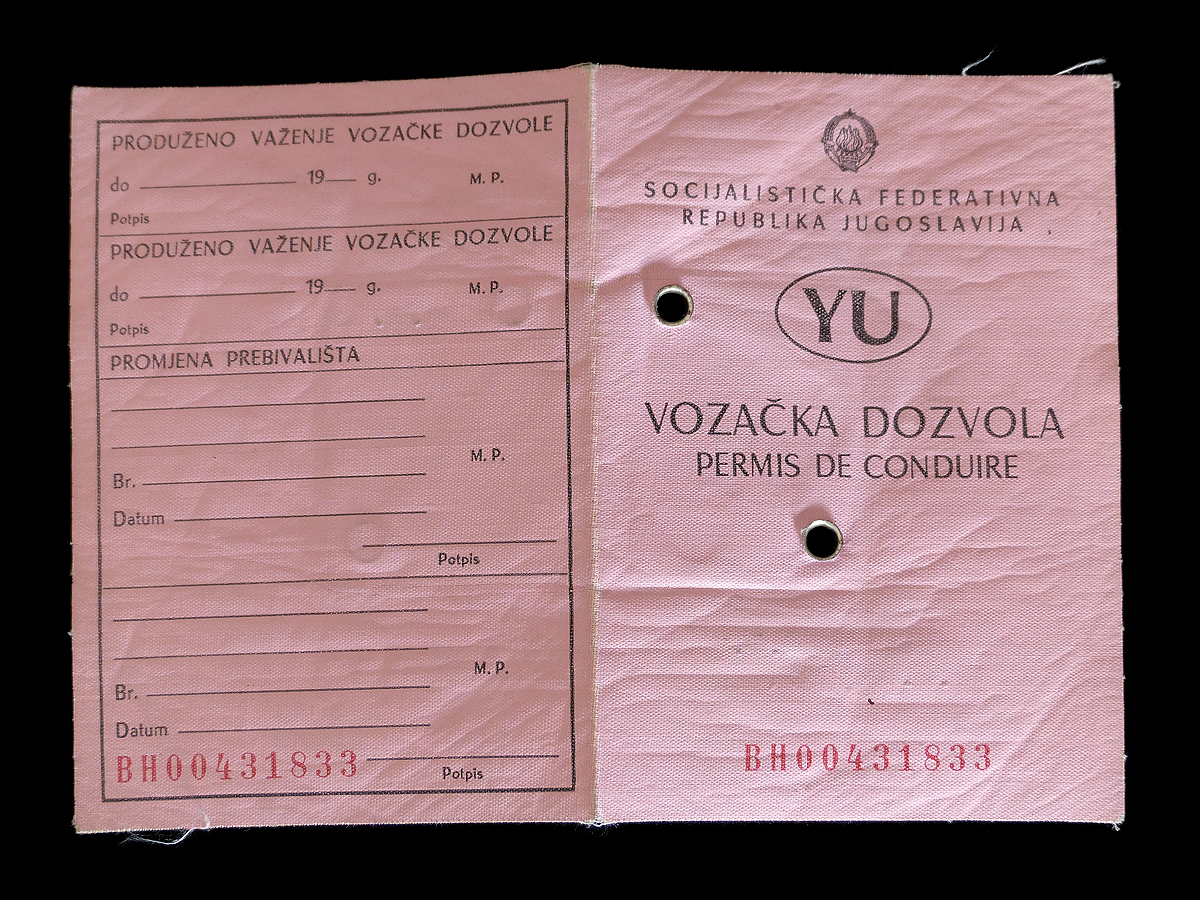 PRODUŽENO VAŽENJE VOZAČKE DOZVOLE
do 19 g. M. P.
Potpis
PRODUŽENO VAŽENJE VOZAČKE DOZVOLE
do 19 g. M. P.
Potpis
PROMJENA PREBIVALIŠTA
M. P.
Br.
Datum
Potpis
M. P.
Br.
Datum
BH00431833
Potpis
SOCIJALISTIČKA FEDERATIVNA
REPUBLIKA JUGOSLAVIJA
YU
VOZAČKA DOZVOLA
PERMIS DE CONDUIRE
BH00431833